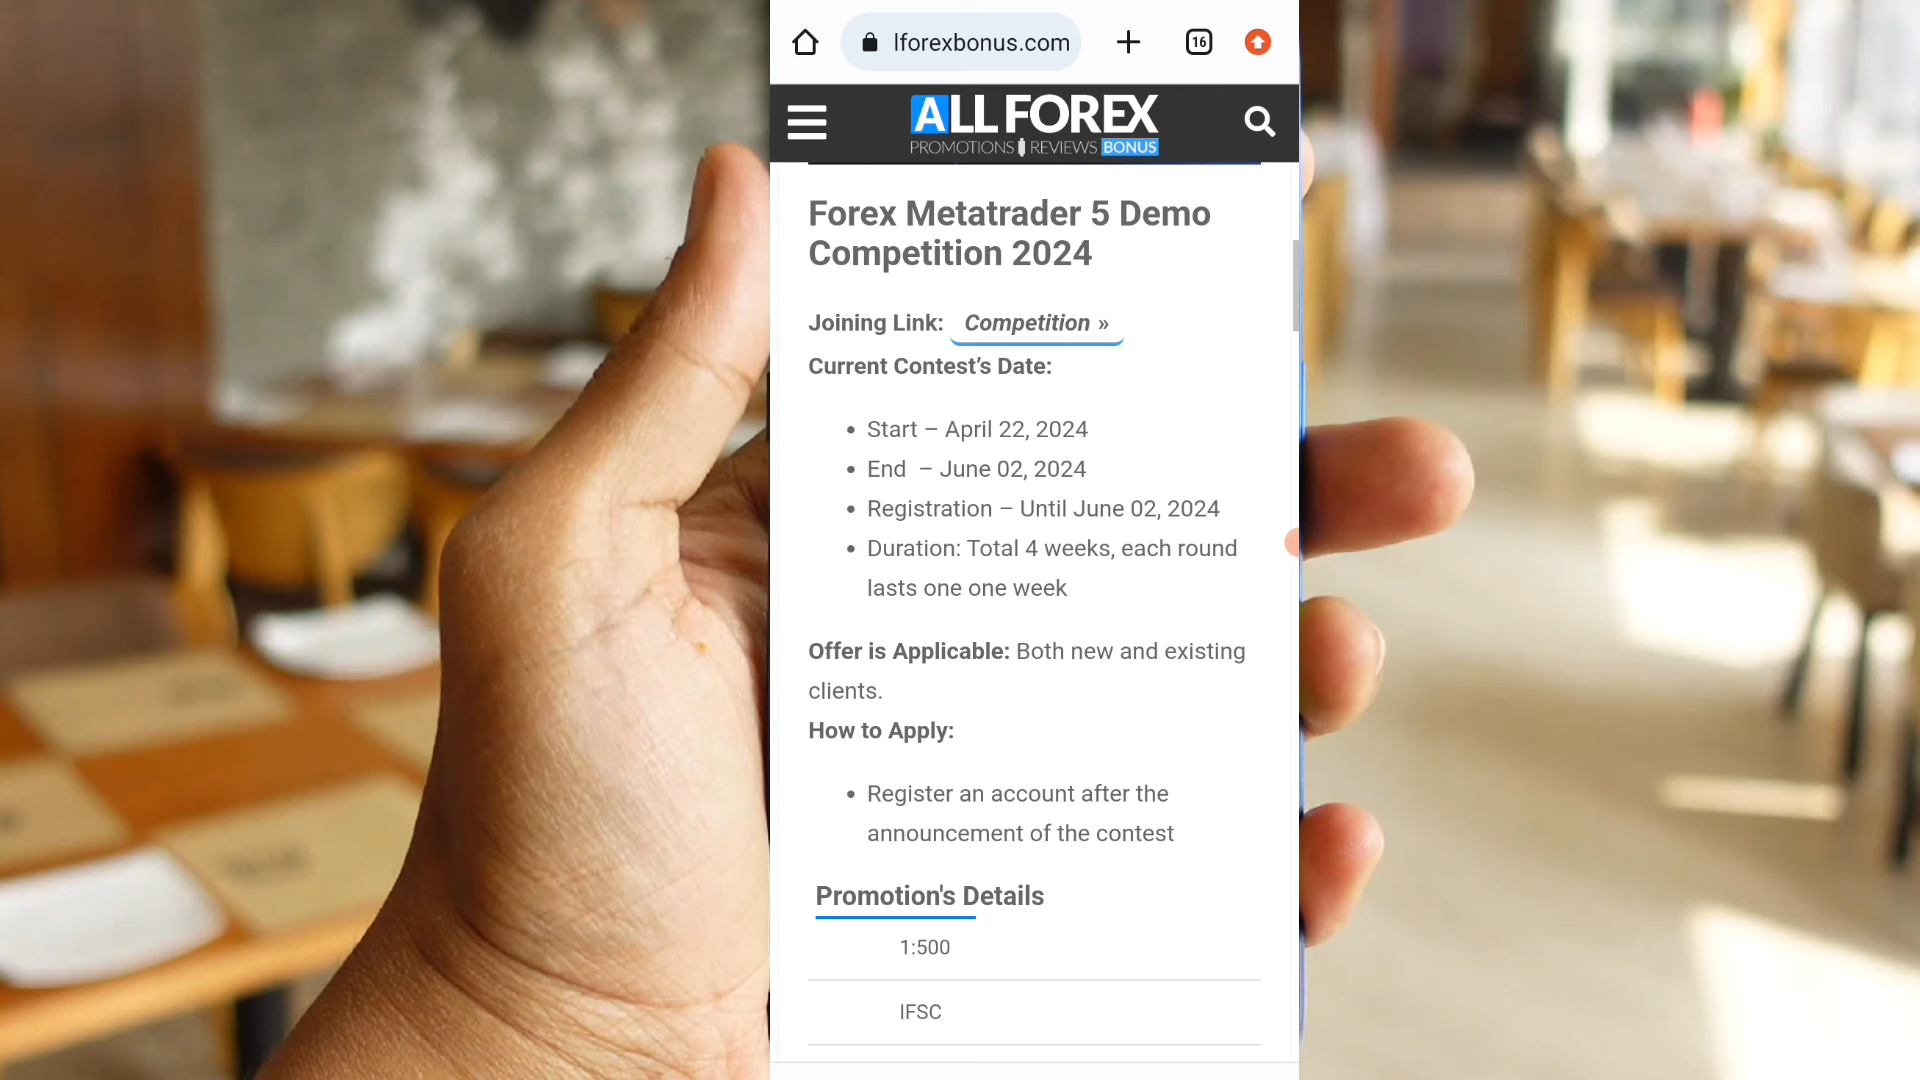 lforexbonus.com
16
ALL FOREX
PROMOTIONS REVIEWS BONUS
Forex Metatrader 5 Demo
Competition 2024
Joining Link: Competition »
Current Contest’s Date:
• Start – April 22, 2024
• End – June 02, 2024
• Registration – Until June 02, 2024
• Duration: Total 4 weeks, each round
lasts one one week
Offer is Applicable: Both new and existing
clients.
How to Apply:
• Register an account after the
announcement of the contest
Promotion's Details
1:500
IFSC